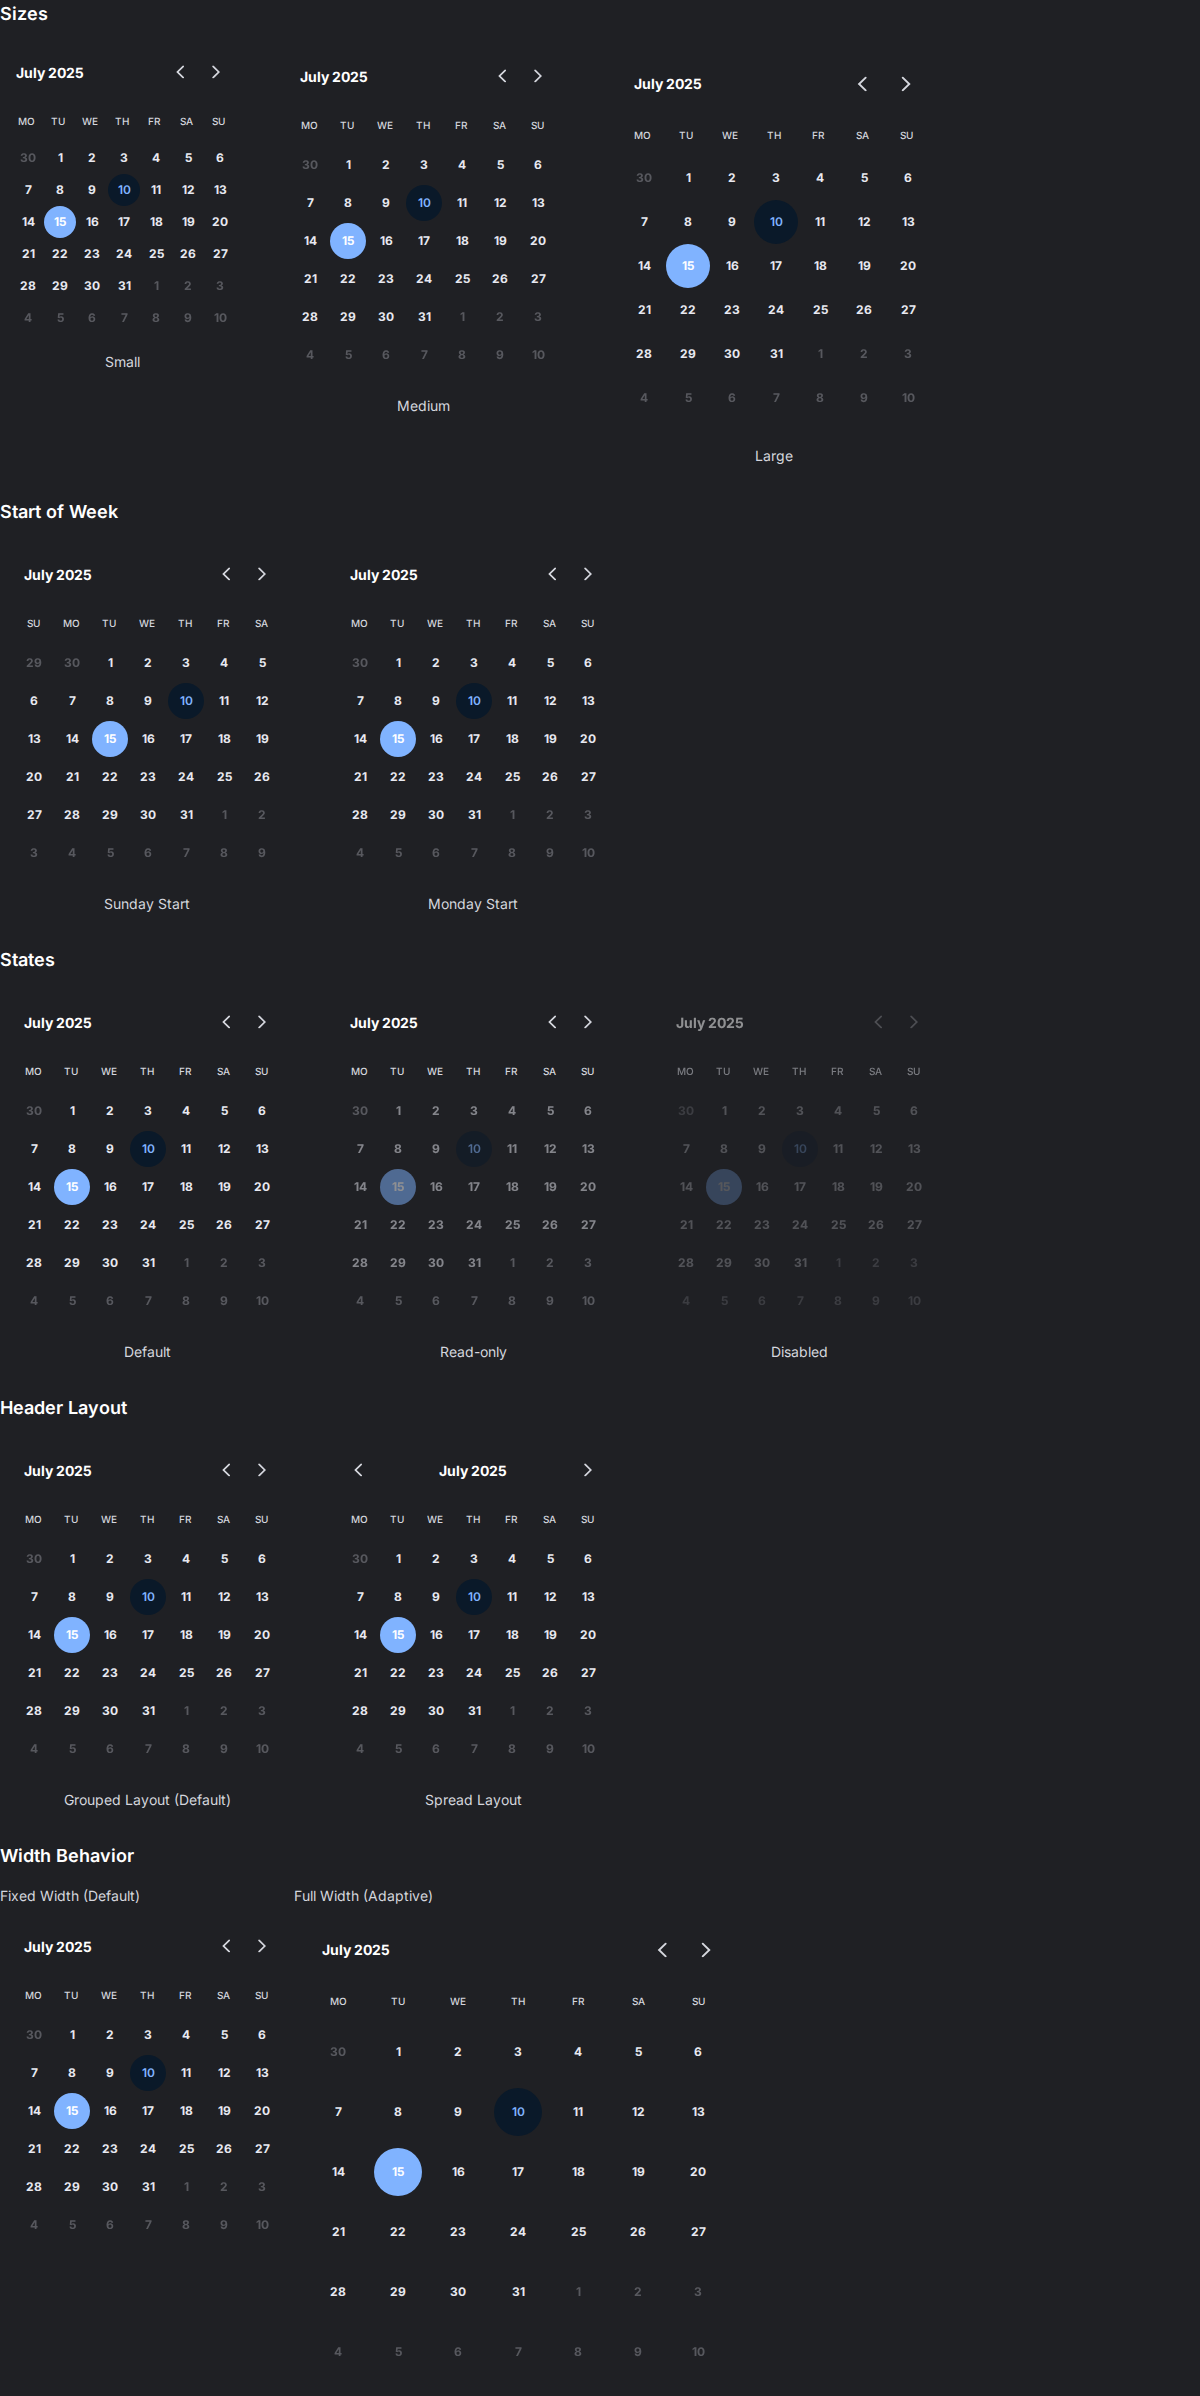 Sizes
July 2025
MO TU WE TH FR SA SU
30 1 2 3 4 5 6
7 8 9 10 11 12 13
14 15 16 17 18 19 20
21 22 23 24 25 26 27
28 29 30 31 1 2 3
4 5 6 7 8 9 10
Small
July 2025
MO TU WE TH FR SA SU
30 1 2 3 4 5 6
7 8 9 10 11 12 13
14 15 16 17 18 19 20
21 22 23 24 25 26 27
28 29 30 31 1 2 3
4 5 6 7 8 9 10
Medium
July 2025
MO TU WE TH FR SA SU
30 1 2 3 4 5 6
7 8 9 10 11 12 13
14 15 16 17 18 19 20
21 22 23 24 25 26 27
28 29 30 31 1 2 3
4 5 6 7 8 9 10
Large
Start of Week
July 2025
SU MO TU WE TH FR SA
29 30 1 2 3 4 5
6 7 8 9 10 11 12
13 14 15 16 17 18 19
20 21 22 23 24 25 26
27 28 29 30 31 1 2
3 4 5 6 7 8 9
Sunday Start
July 2025
MO TU WE TH FR SA SU
30 1 2 3 4 5 6
7 8 9 10 11 12 13
14 15 16 17 18 19 20
21 22 23 24 25 26 27
28 29 30 31 1 2 3
4 5 6 7 8 9 10
Monday Start
States
July 2025
MO TU WE TH FR SA SU
30 1 2 3 4 5 6
7 8 9 10 11 12 13
14 15 16 17 18 19 20
21 22 23 24 25 26 27
28 29 30 31 1 2 3
4 5 6 7 8 9 10
Default
July 2025
MO TU WE TH FR SA SU
30 1 2 3 4 5 6
7 8 9 10 11 12 13
14 15 16 17 18 19 20
21 22 23 24 25 26 27
28 29 30 31 1 2 3
4 5 6 7 8 9 10
Read-only
July 2025
MO TU WE TH FR SA SU
30 1 2 3 4 5 6
7 8 9 10 11 12 13
14 15 16 17 18 19 20
21 22 23 24 25 26 27
28 29 30 31 1 2 3
4 5 6 7 8 9 10
Disabled
Header Layout
July 2025
MO TU WE TH FR SA SU
30 1 2 3 4 5 6
7 8 9 10 11 12 13
14 15 16 17 18 19 20
21 22 23 24 25 26 27
28 29 30 31 1 2 3
4 5 6 7 8 9 10
Grouped Layout (Default)
July 2025
MO TU WE TH FR SA SU
30 1 2 3 4 5 6
7 8 9 10 11 12 13
14 15 16 17 18 19 20
21 22 23 24 25 26 27
28 29 30 31 1 2 3
4 5 6 7 8 9 10
Spread Layout
Width Behavior
Fixed Width (Default)
July 2025
MO TU WE TH FR SA SU
30 1 2 3 4 5 6
7 8 9 10 11 12 13
14 15 16 17 18 19 20
21 22 23 24 25 26 27
28 29 30 31 1 2 3
4 5 6 7 8 9 10
Full Width (Adaptive)
July 2025
MO TU WE TH FR SA SU
30 1 2 3 4 5 6
7 8 9 10 11 12 13
14 15 16 17 18 19 20
21 22 23 24 25 26 27
28 29 30 31 1 2 3
4 5 6 7 8 9 10